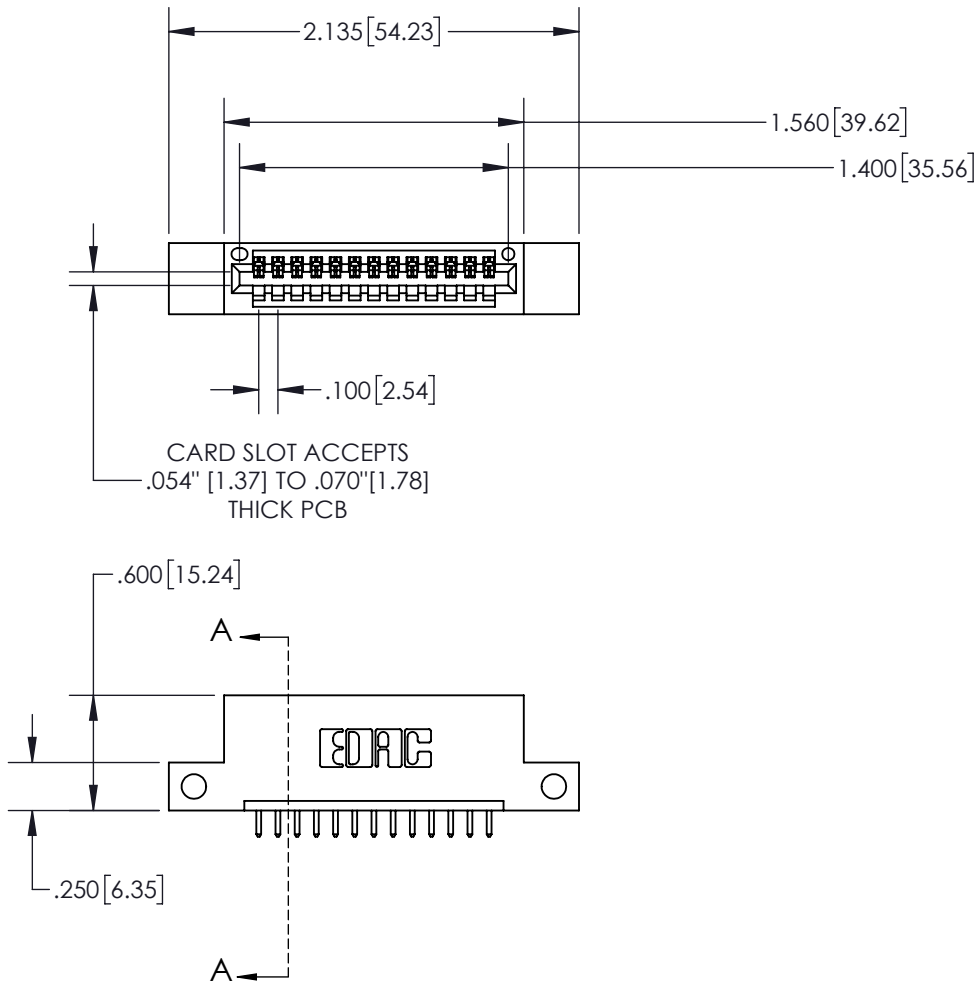 2.135[54.23]
1.560[39.62]
1.400[35.56]
.100[2.54]
CARD SLOT ACCEPTS
.054" [1.37] TO .070"[1.78]
THICK PCB
.600[15.24]
A
EDAC
.250[6.35]
A